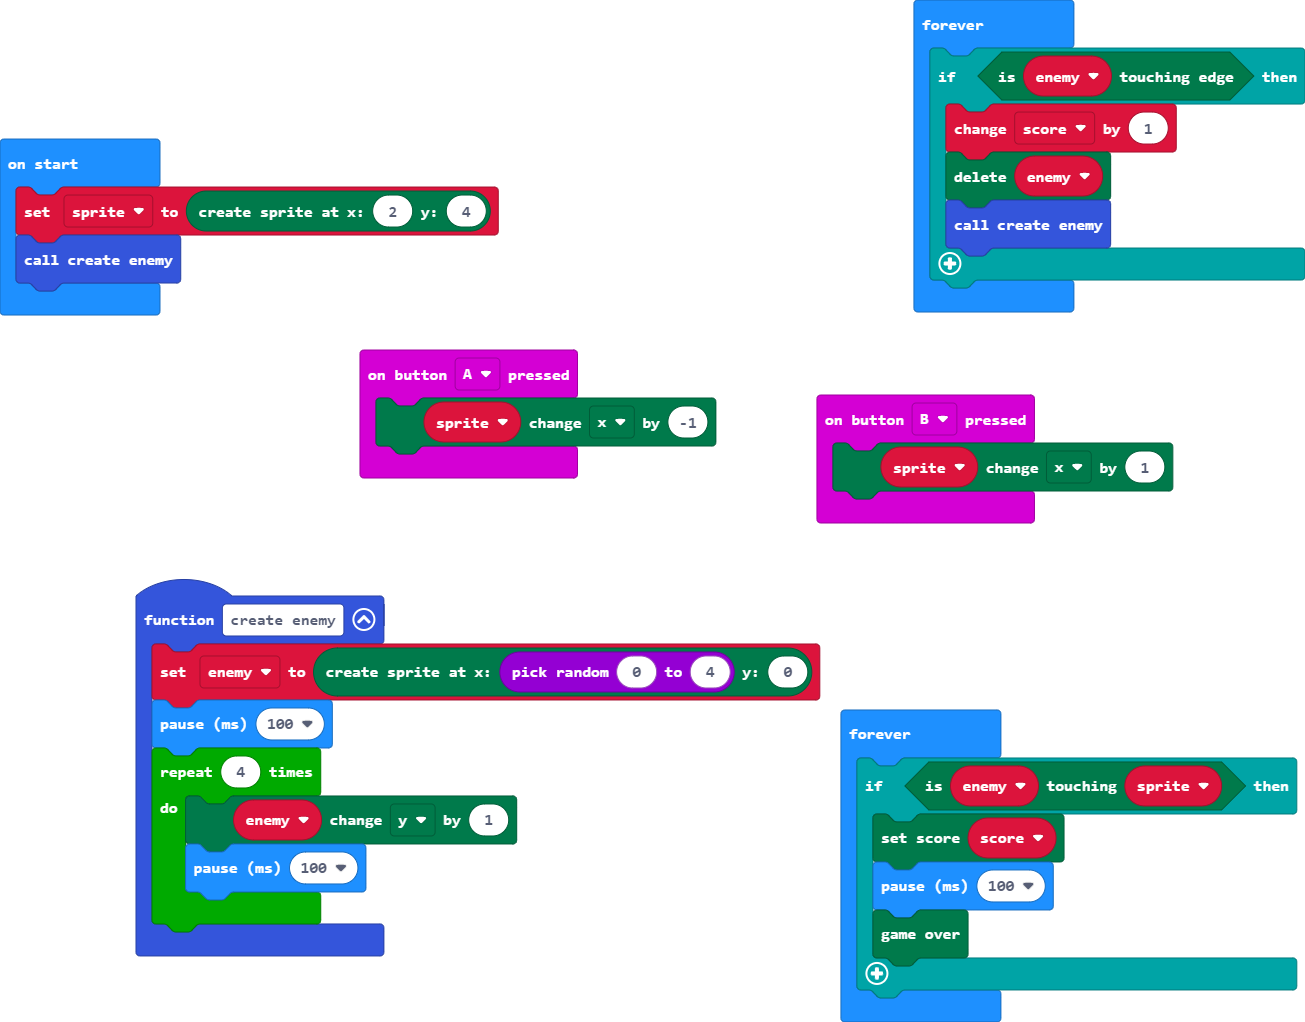 on start
set sprite to create sprite at x: 2 y: 4
call create enemy
forever
if is enemy touching edge then
change score by 1
delete enemy
call create enemy
on button A pressed
sprite change x by -1
on button B pressed
sprite change x by 1
function create enemy
set enemy to create sprite at x: pick random 0 to 4 y: 0
pause (ms) 100
repeat 4 times
do enemy change y by 1
pause (ms) 100
forever
if is enemy touching sprite then
set score score
pause (ms) 100
game over